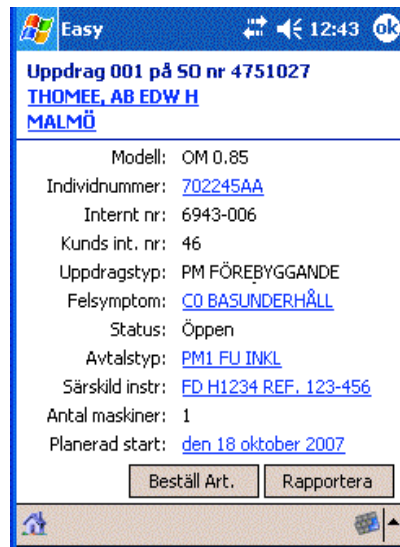 Easy 12:43 ok
Uppdrag 001 på SO nr 4751027
THOMEE, AB EDW H
MALMÖ
Modell: OM 0.85
Individnummer: 702245AA
Internt nr: 6943-006
Kunds int. nr: 46
Uppdragstyp: PM FÖREBYGGANDE
Felsymptom: C0 BASUNDERHÅLL
Status: Öppen
Avtalstyp: PM1 FU INKL
Särskild instr: FD H1234 REF. 123-456
Antal maskiner: 1
Planerad start: den 18 oktober 2007
Beställ Art. Rapportera